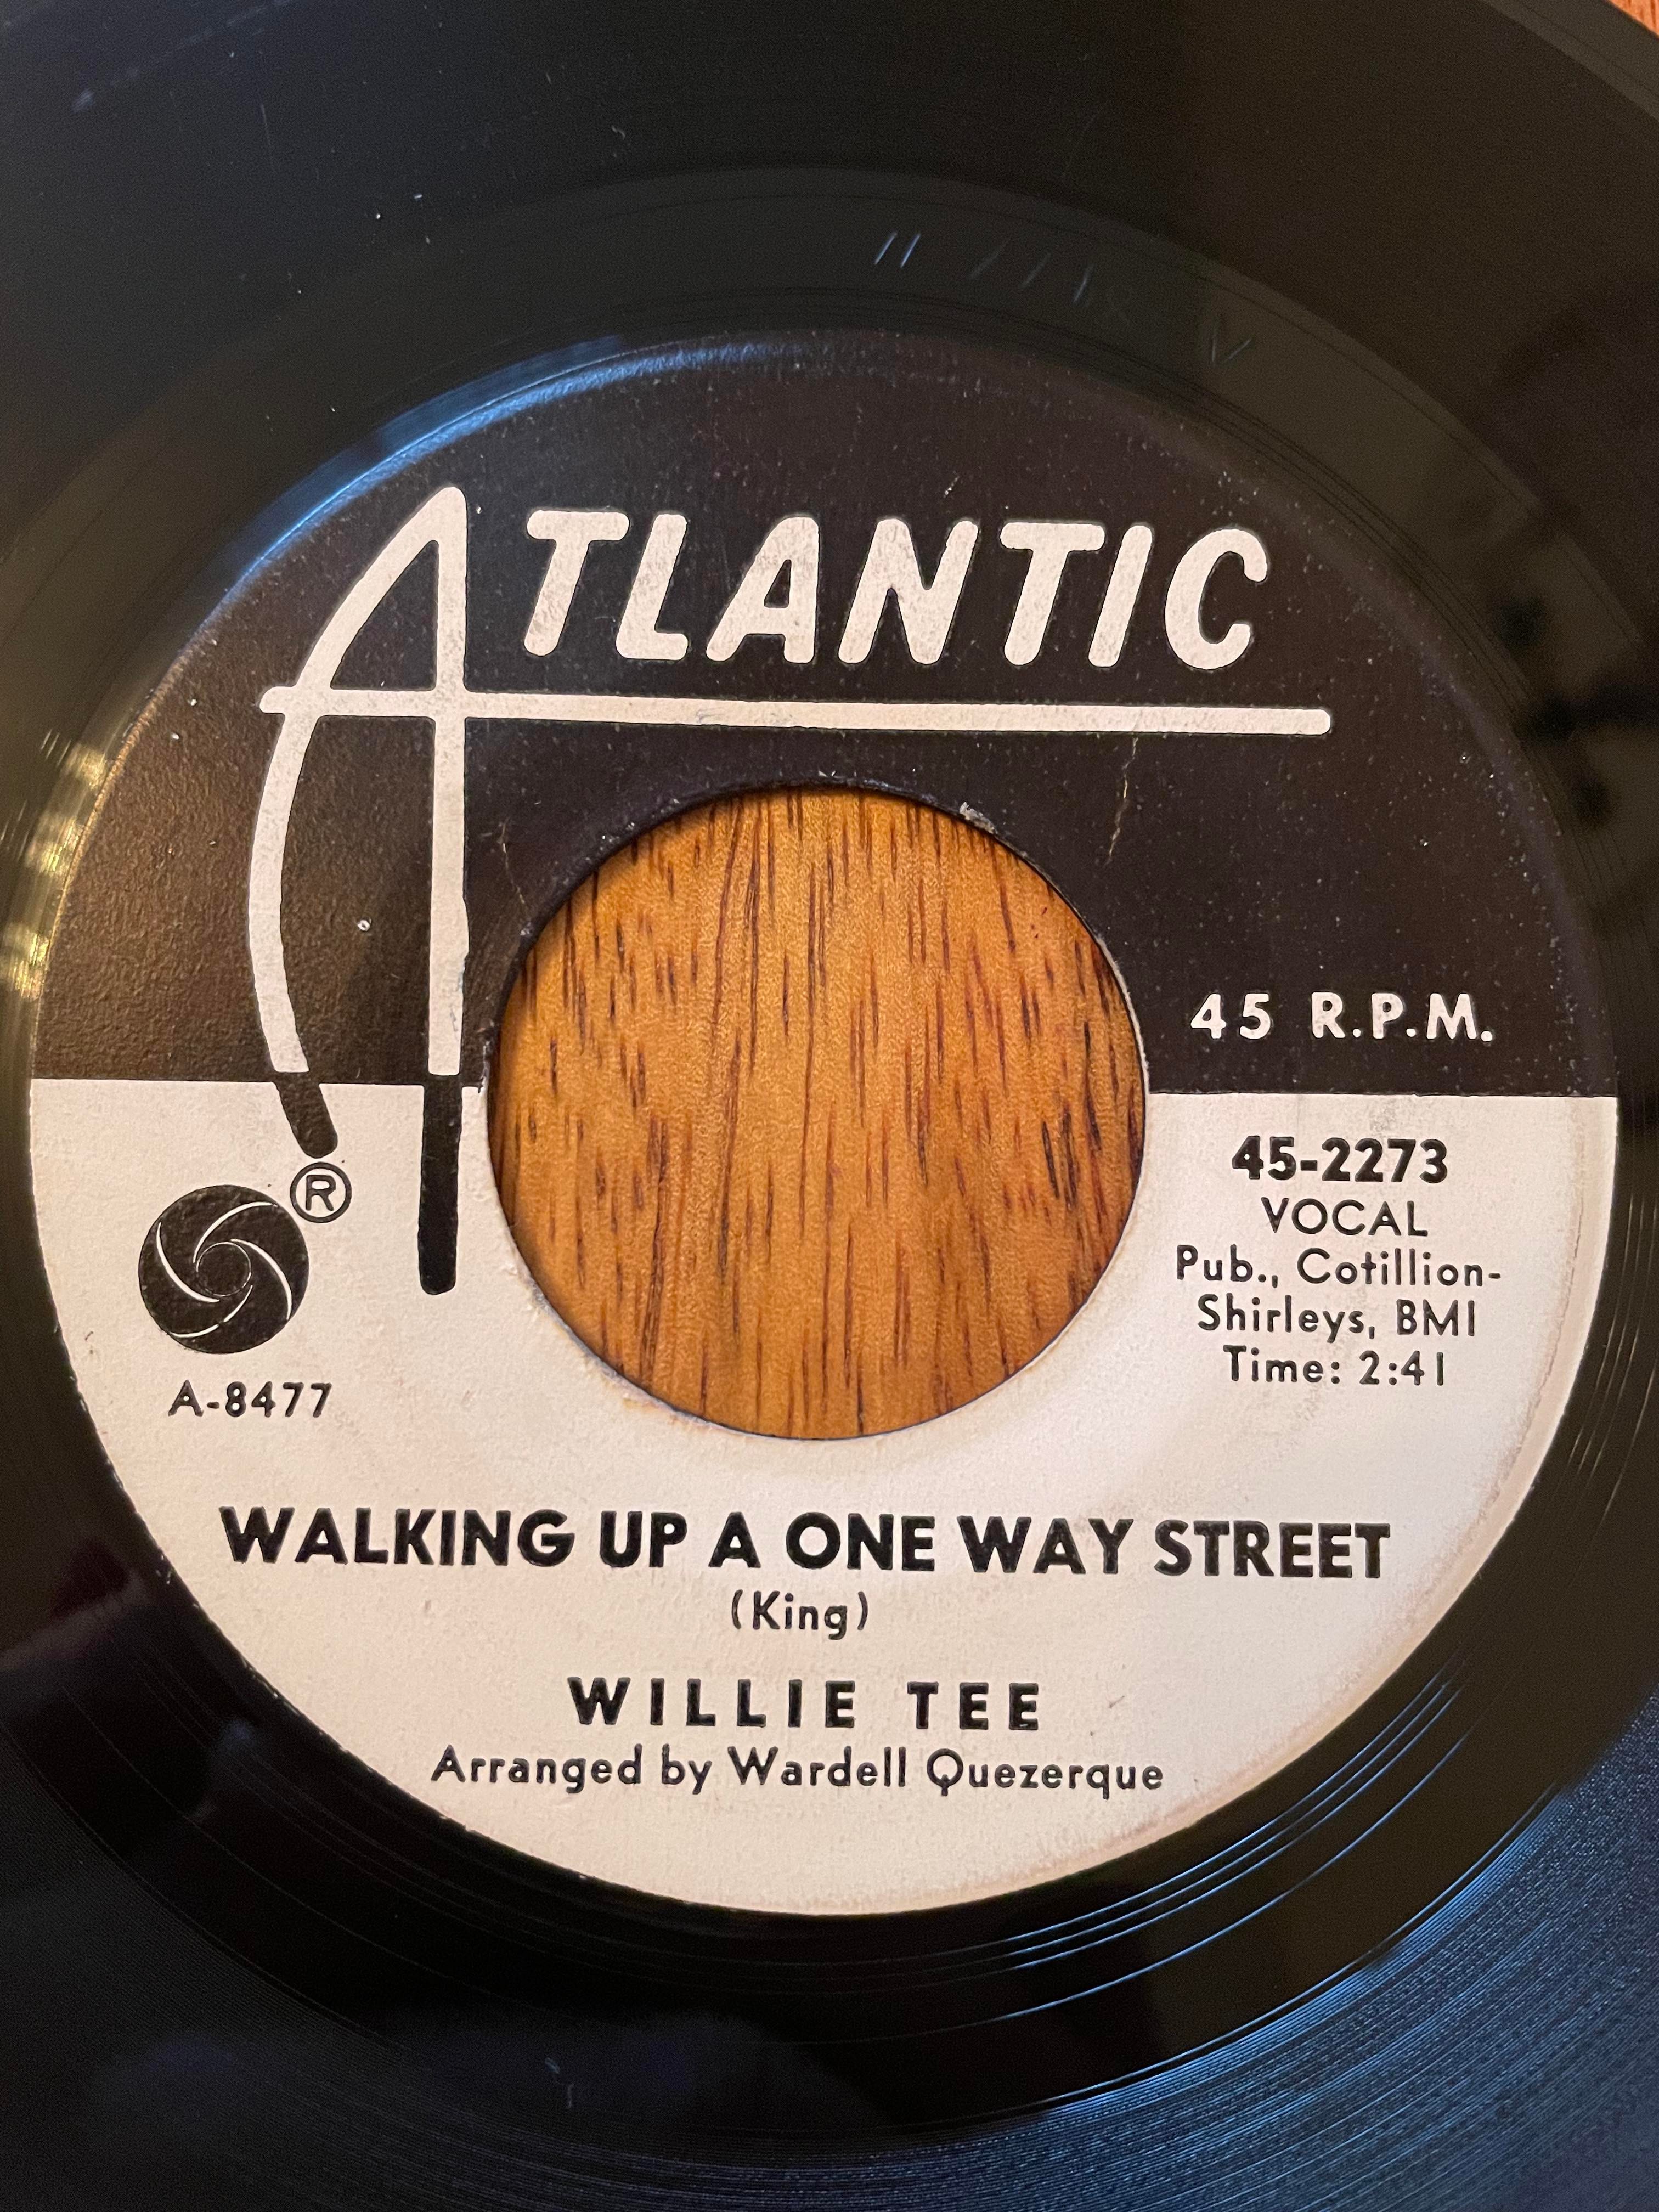 ATLANTIC
45 R.P.M.
45-2273
VOCAL
Pub., Cotillion-
Shirleys, BMI
Time: 2:41
®
A-8477
WALKING UP A ONE WAY STREET
(King)
WILLIE TEE
Arranged by Wardell Quezerque